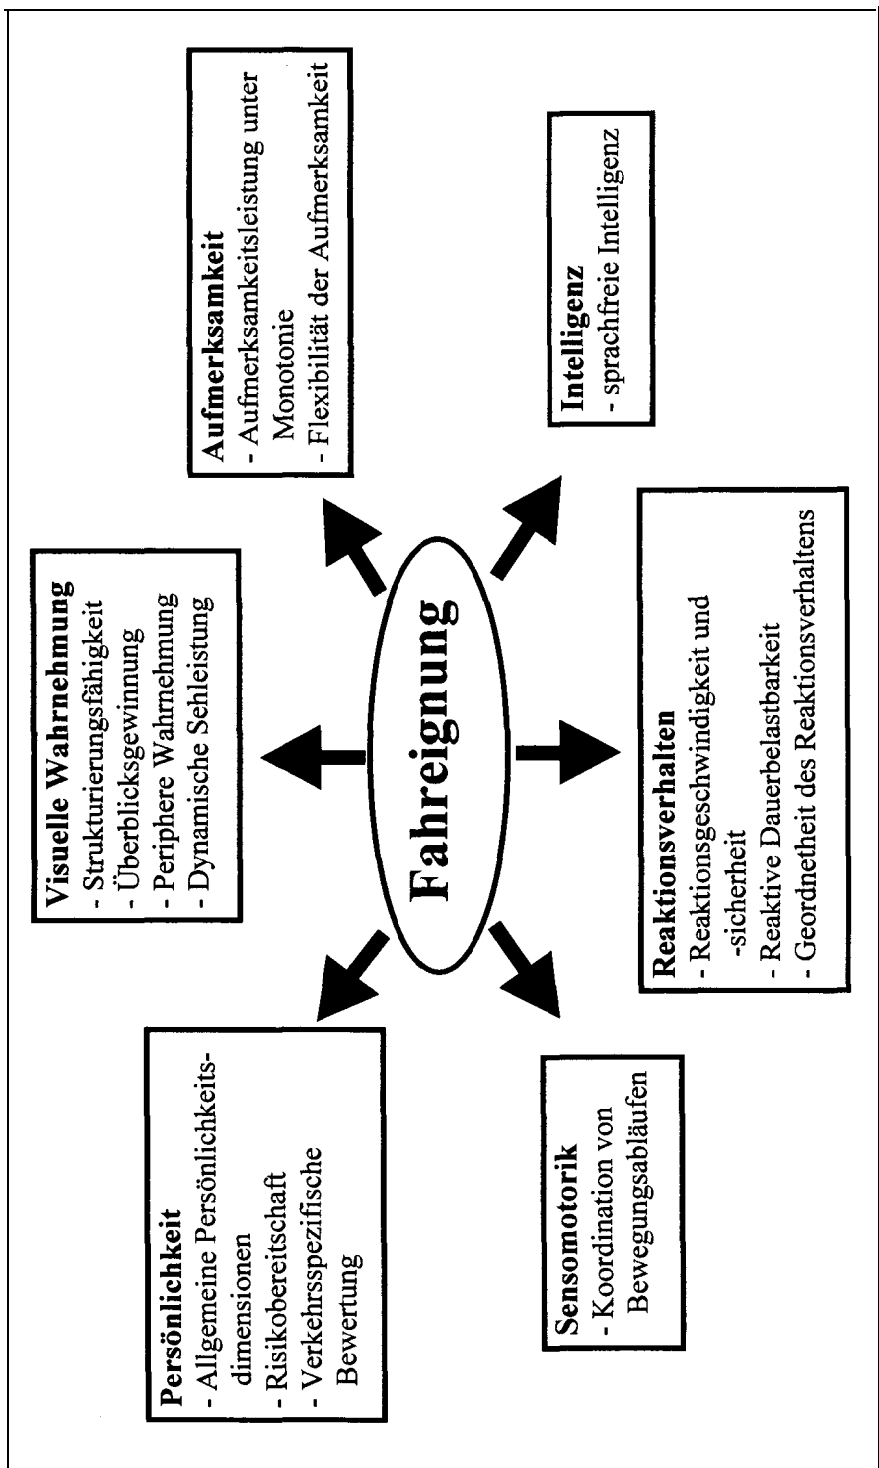 Persönlichkeit
- Allgemeine Persönlichkeits-
dimensionen
- Risikobereitschaft
- Verkehrsspezifische
Bewertung
Visuelle Wahrnehmung
- Strukturierungsfähigkeit
- Überblicksgewinnung
- Periphere Wahrnehmung
- Dynamische Sehleistung
Aufmerksamkeit
- Aufmerksamkeitsleistung unter
Monotonie
- Flexibilität der Aufmerksamkeit
Fahreignung
Sensomotorik
- Koordination von
Bewegungsabläufen
Reaktionsverhalten
- Reaktionsgeschwindigkeit und
-sicherheit
- Reaktive Dauerbelastbarkeit
- Geordnetheit des Reaktionsverhaltens
Intelligenz
- sprachfreie Intelligenz